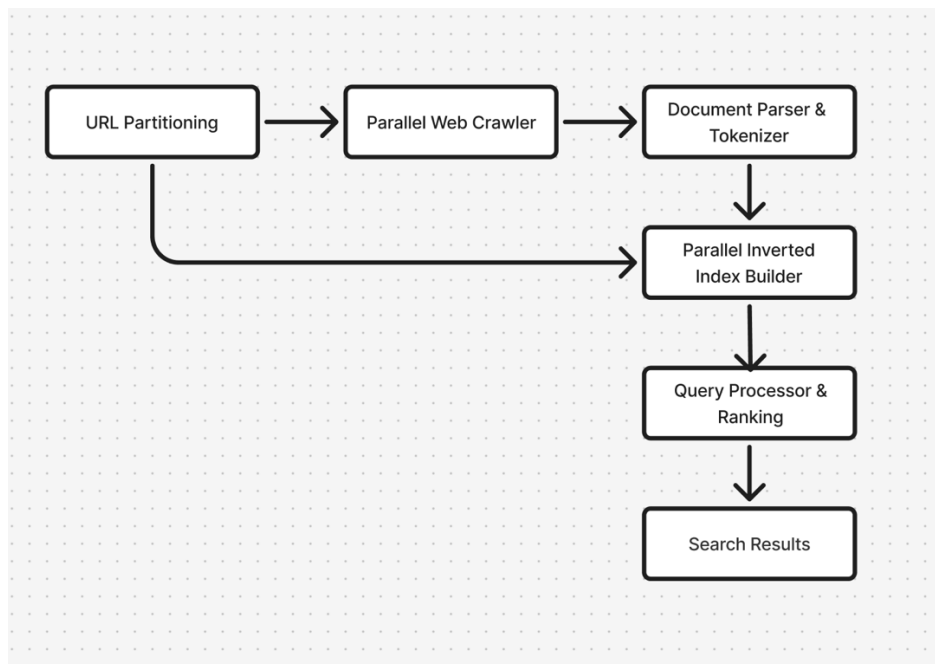 URL Partitioning
Parallel Web Crawler
Document Parser &
Tokenizer
Parallel Inverted
Index Builder
Query Processor &
Ranking
Search Results